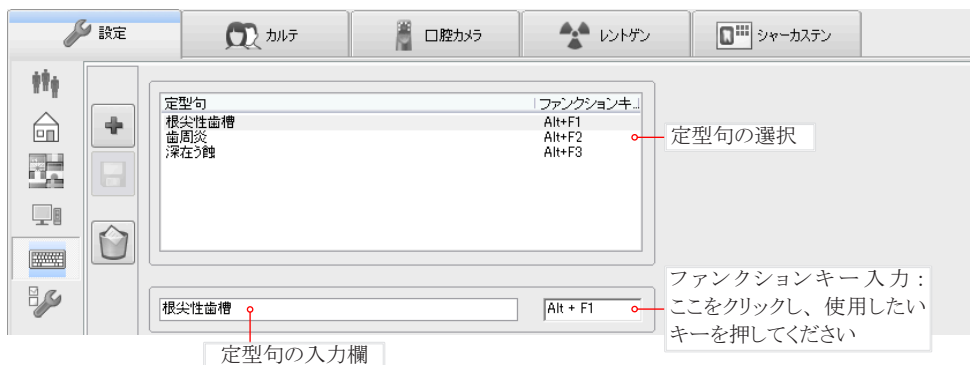 設定
カルテ
口腔カメラ
レントゲン
シャーカステン
定型句
ファンクションキ...
根尖性歯槽
Alt+F1
歯周炎
Alt+F2
深在う蝕
Alt+F3
定型句の選択
根尖性歯槽
Alt + F1
ファンクションキー入力：
ここをクリックし、使用したい
キーを押してください
定型句の入力欄